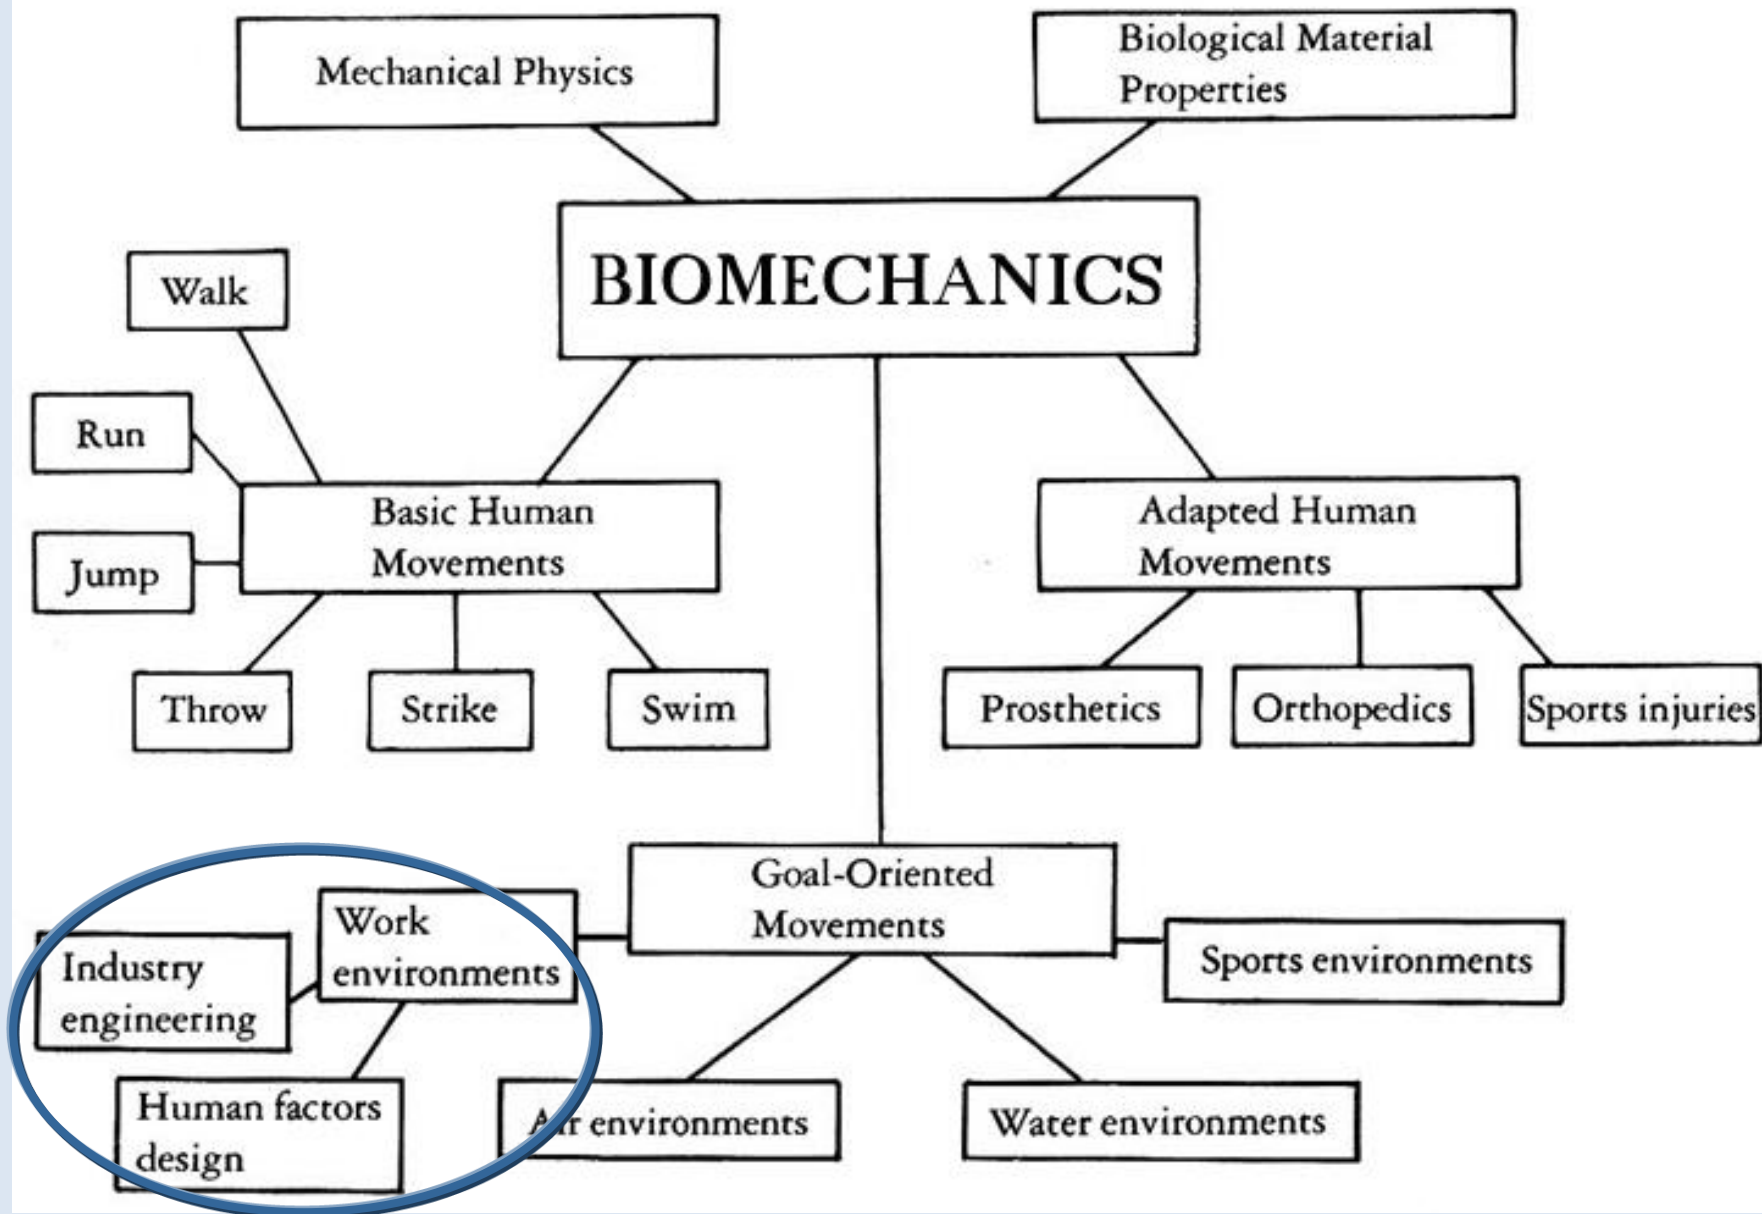 Mechanical Physics
Biological Material
Properties
BIOMECHANICS
Walk
Run
Jump
Basic Human
Movements
Adapted Human
Movements
Throw
Strike
Swim
Prosthetics
Orthopedics
Sports injuries
Goal-Oriented
Movements
Work
environments
Industry
engineering
Sports environments
Human factors
design
Air environments
Water environments